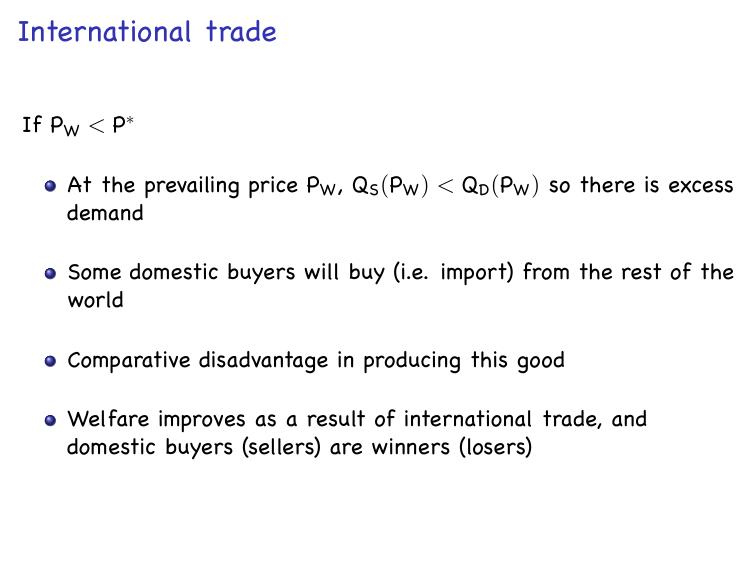 International trade
If P_W < P*
At the prevailing price P_W, Q_S(P_W) < Q_D(P_W) so there is excess
demand
Some domestic buyers will buy (i.e. import) from the rest of the
world
Comparative disadvantage in producing this good
Welfare improves as a result of international trade, and
domestic buyers (sellers) are winners (losers)